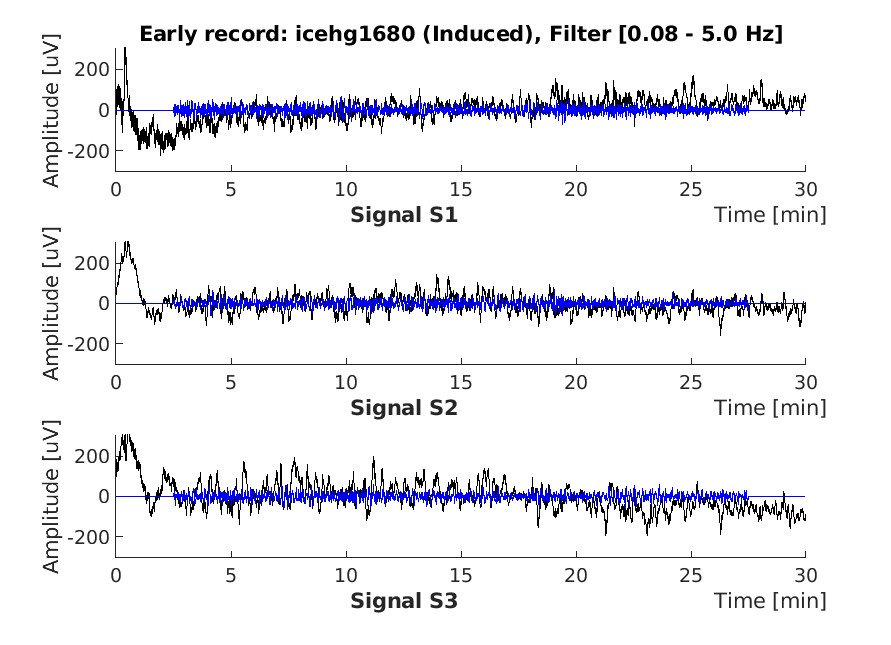 Early record: icehg1680 (Induced), Filter [0.08 - 5.0 Hz]
Amplitude [uV]
200
0
-200
0 5 10 15 20 25 30
Signal S1
Time [min]
Amplitude [uV]
200
0
-200
0 5 10 15 20 25 30
Signal S2
Time [min]
Amplitude [uV]
200
0
-200
0 5 10 15 20 25 30
Signal S3
Time [min]